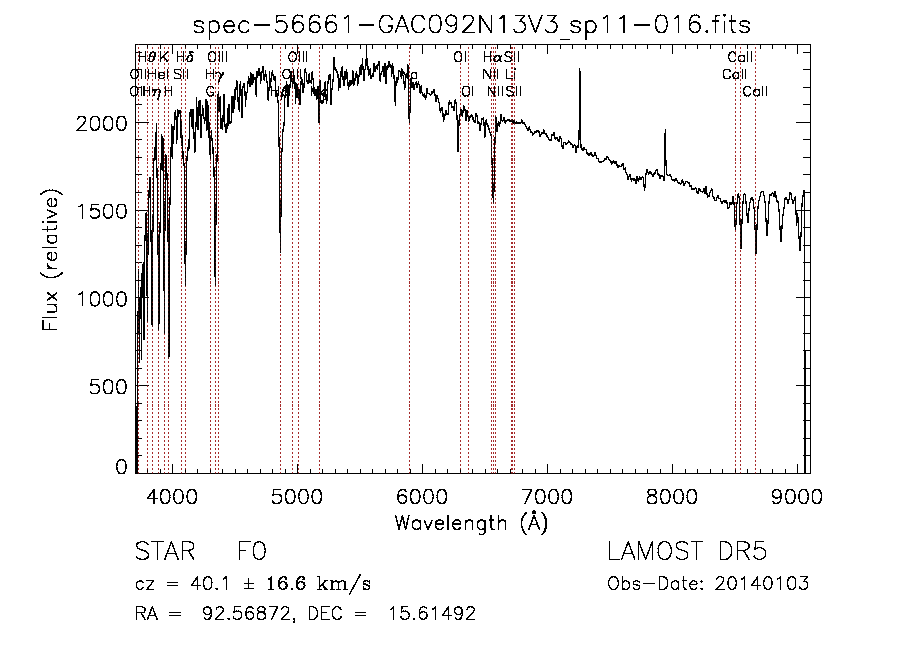 spec-56661-GAC092N13V3_sp11-016.fits
Hθ K Hδ OIII OIII OI Hα SII CaII
OII HeI SII Hγ NII Li CaII
OII Hη H G OI NII SII CaII
2000
1500
1000
500
0
Flux (relative)
4000 5000 6000 7000 8000 9000
Wavelength (Å)
STAR F0 LAMOST DR5
cz = 40.1 ± 16.6 km/s Obs-Date: 20140103
RA = 92.56872, DEC = 15.61492